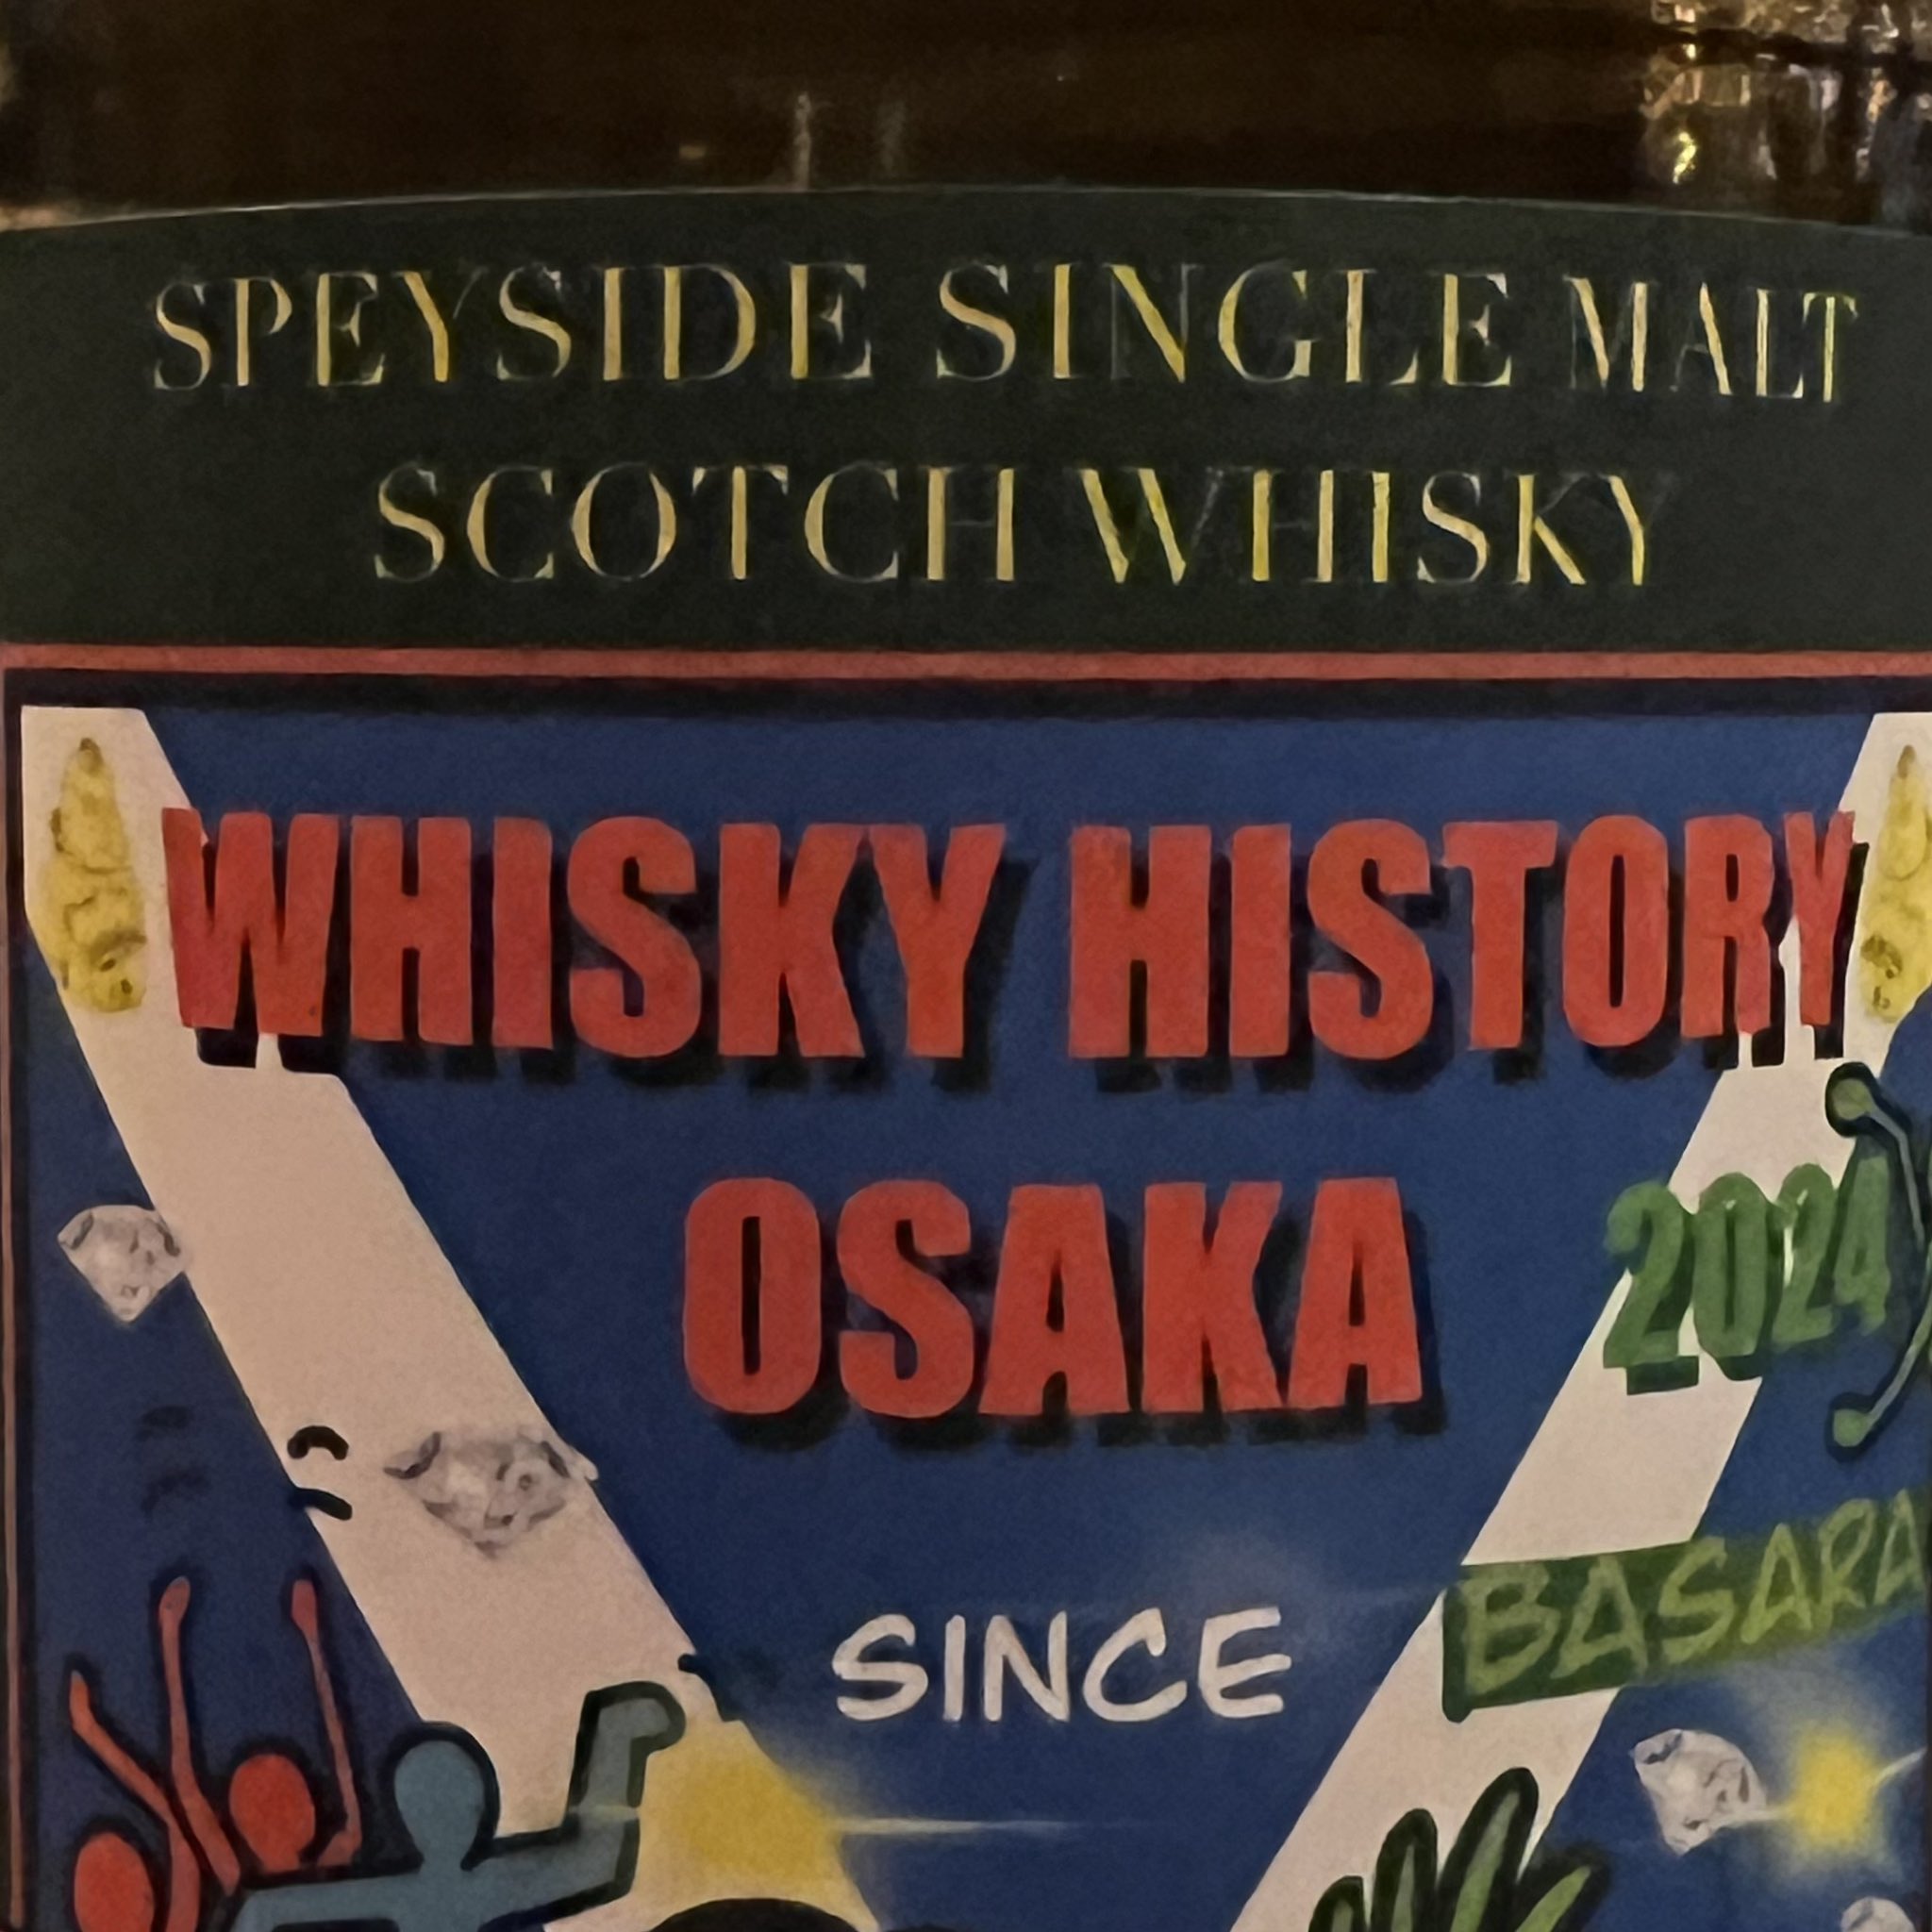 SPEYSIDE SINGLE MALT
SCOTCH WHISKY
WHISKY HISTORY
OSAKA
2024
BASARA
SINCE